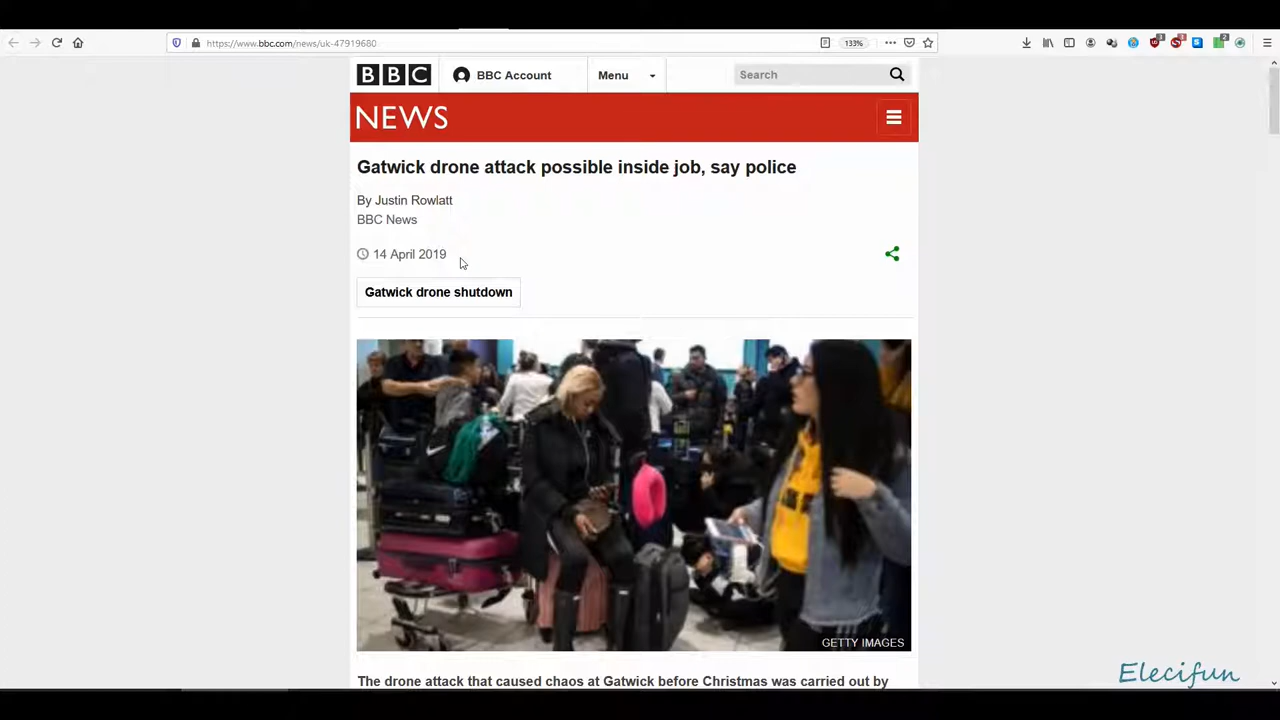 https://www.bbc.com/news/uk-47919680
133%
BBC
BBC Account
Menu
Search
NEWS
Gatwick drone attack possible inside job, say police
By Justin Rowlatt
BBC News
14 April 2019
Gatwick drone shutdown
GETTY IMAGES
The drone attack that caused chaos at Gatwick before Christmas was carried out by
Elecifun